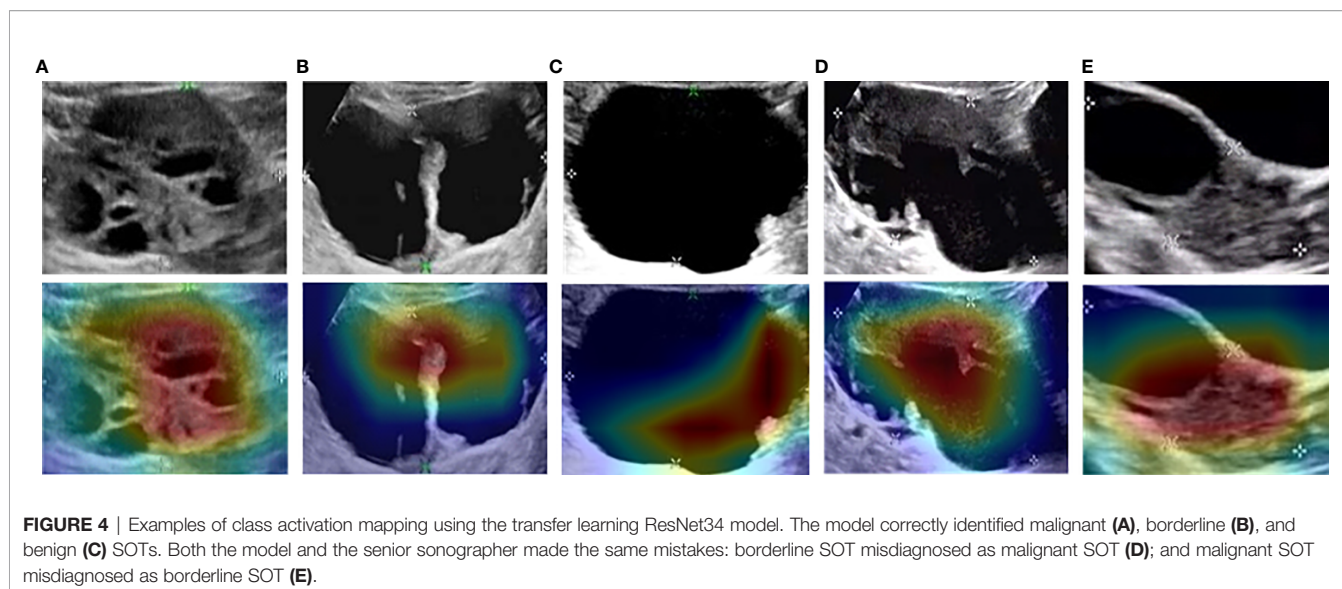 A B C D E
FIGURE 4 | Examples of class activation mapping using the transfer learning ResNet34 model. The model correctly identified malignant (A), borderline (B), and
benign (C) SOTs. Both the model and the senior sonographer made the same mistakes: borderline SOT misdiagnosed as malignant SOT (D); and malignant SOT
misdiagnosed as borderline SOT (E).